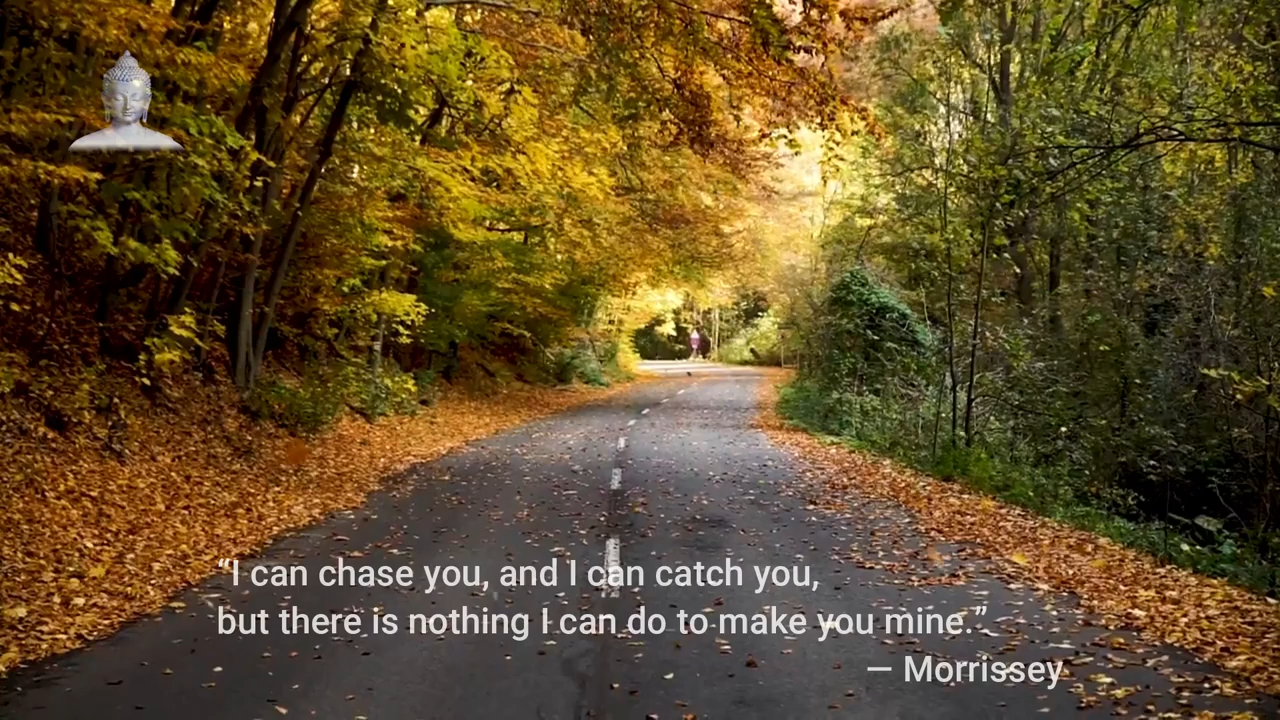 “I can chase you, and I can catch you,
but there is nothing I can do to make you mine.”
— Morrissey